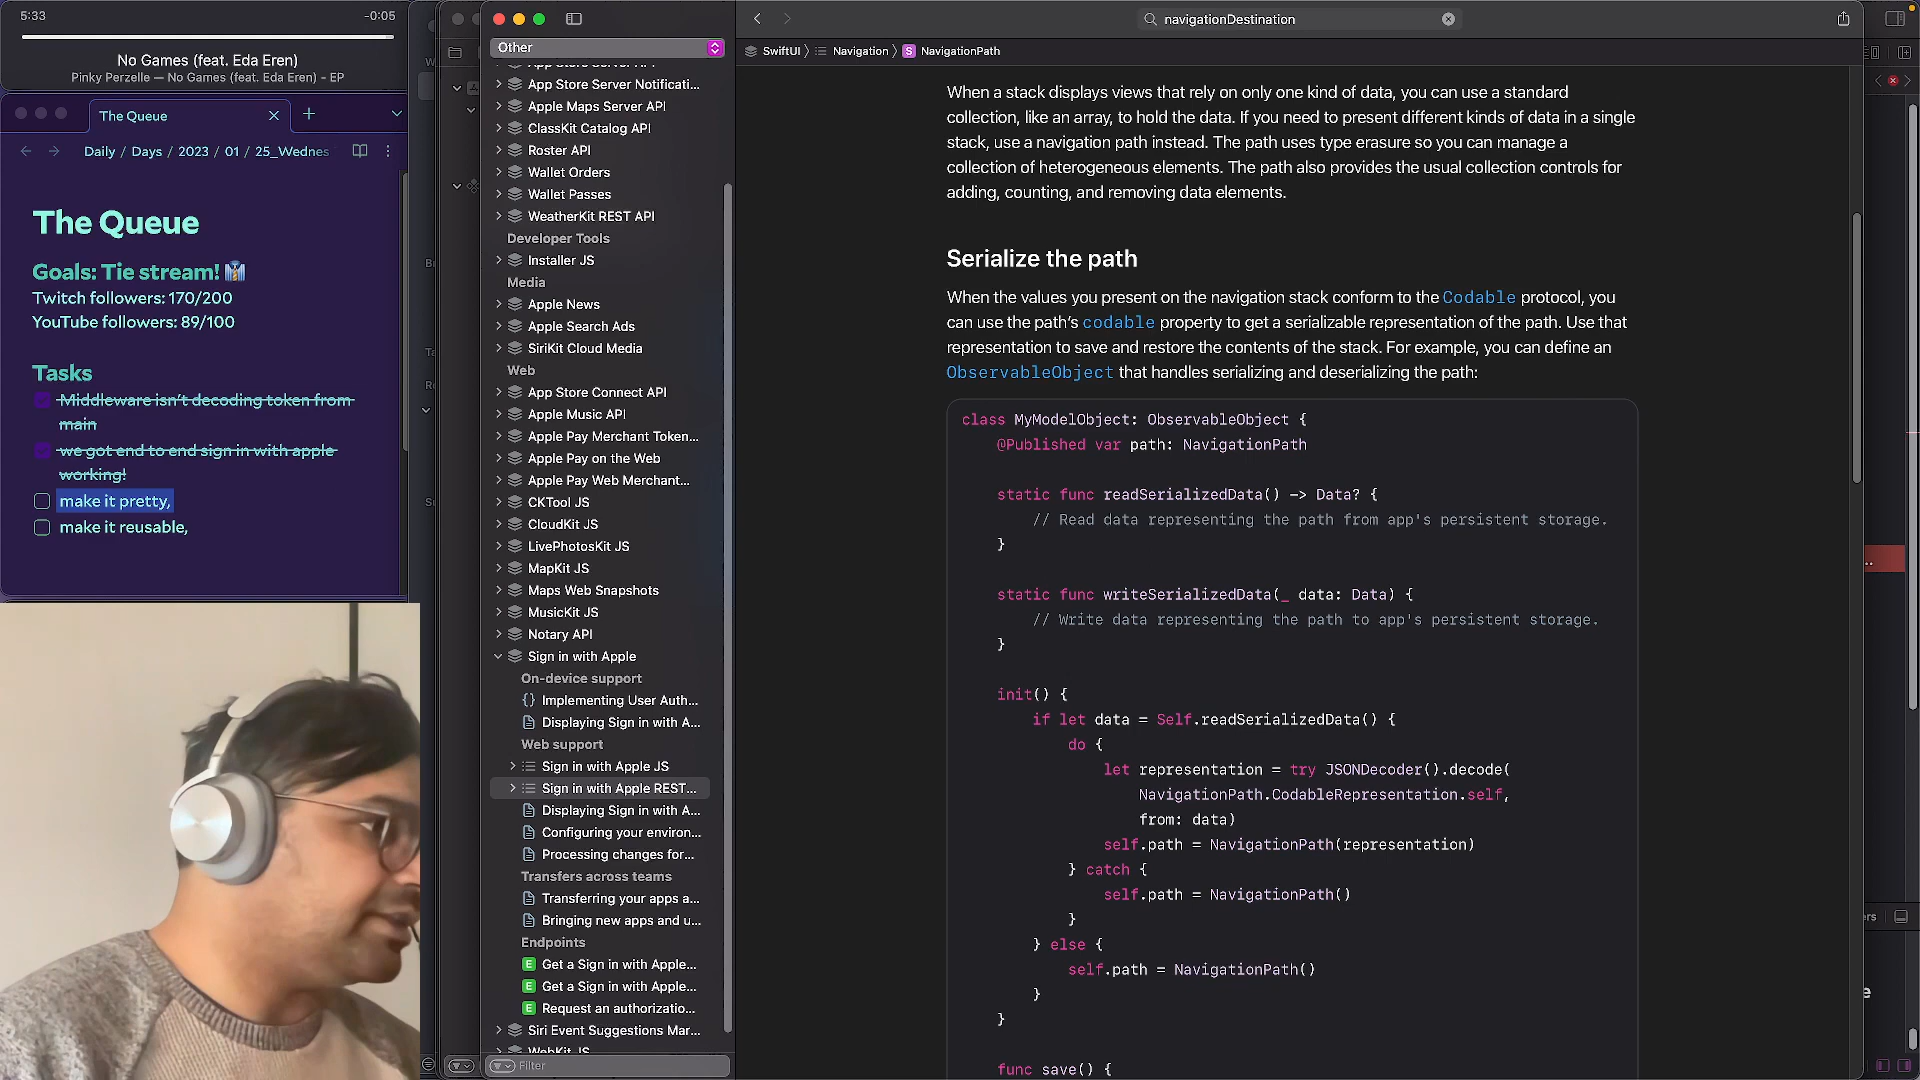 5:33
-0:05
No Games (feat. Eda Eren)
Pinky Perzelle — No Games (feat. Eda Eren) - EP
The Queue
Daily / Days / 2023 / 01 / 25_Wednes
The Queue
Goals: Tie stream! 👔
Twitch followers: 170/200
YouTube followers: 89/100
Tasks
Middleware isn't decoding token from
main
we got end to end sign in with apple
working!
make it pretty,
make it reusable,
Other
App Store Server API
App Store Server Notificati...
Apple Maps Server API
ClassKit Catalog API
Roster API
Wallet Orders
Wallet Passes
WeatherKit REST API
Developer Tools
Installer JS
Media
Apple News
Apple Search Ads
SiriKit Cloud Media
Web
App Store Connect API
Apple Music API
Apple Pay Merchant Token...
Apple Pay on the Web
Apple Pay Web Merchant...
CKTool JS
CloudKit JS
LivePhotosKit JS
MapKit JS
Maps Web Snapshots
MusicKit JS
Notary API
Sign in with Apple
On-device support
{} Implementing User Auth...
Displaying Sign in with A...
Web support
Sign in with Apple JS
Sign in with Apple REST...
Displaying Sign in with A...
Configuring your environ...
Processing changes for...
Transfers across teams
Transferring your apps a...
Bringing new apps and u...
Endpoints
E Get a Sign in with Apple...
E Get a Sign in with Apple...
E Request an authorizatio...
Siri Event Suggestions Mar...
WebKit JS
Filter
navigationDestination
SwiftUI
Navigation
S NavigationPath
When a stack displays views that rely on only one kind of data, you can use a standard
collection, like an array, to hold the data. If you need to present different kinds of data in a single
stack, use a navigation path instead. The path uses type erasure so you can manage a
collection of heterogeneous elements. The path also provides the usual collection controls for
adding, counting, and removing data elements.
Serialize the path
When the values you present on the navigation stack conform to the Codable protocol, you
can use the path's codable property to get a serializable representation of the path. Use that
representation to save and restore the contents of the stack. For example, you can define an
ObservableObject that handles serializing and deserializing the path:
class MyModelObject: ObservableObject {
@Published var path: NavigationPath
static func readSerializedData() -> Data? {
// Read data representing the path from app's persistent storage.
}
static func writeSerializedData(_ data: Data) {
// Write data representing the path to app's persistent storage.
}
init() {
if let data = Self.readSerializedData() {
do {
let representation = try JSONDecoder().decode(
NavigationPath.CodableRepresentation.self,
from: data)
self.path = NavigationPath(representation)
} catch {
self.path = NavigationPath()
}
} else {
self.path = NavigationPath()
}
}
func save() {